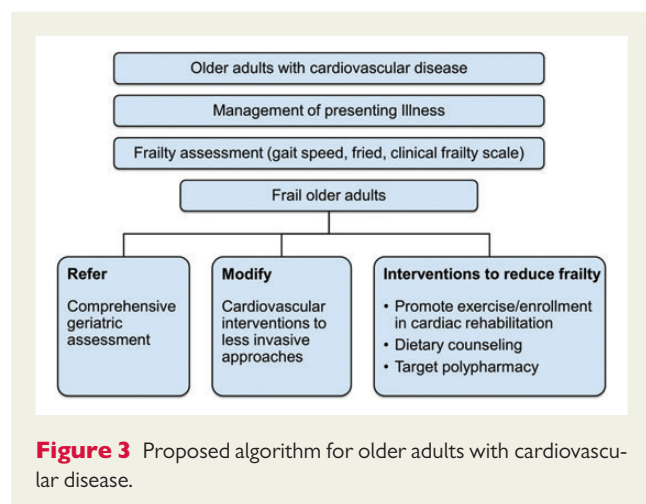 Older adults with cardiovascular disease
Management of presenting Illness
Frailty assessment (gait speed, fried, clinical frailty scale)
Frail older adults
Refer
Comprehensive
geriatric
assessment
Modify
Cardiovascular
interventions to
less invasive
approaches
Interventions to reduce frailty
• Promote exercise/enrollment
in cardiac rehabilitation
• Dietary counseling
• Target polypharmacy
Figure 3 Proposed algorithm for older adults with cardiovascu-
lar disease.